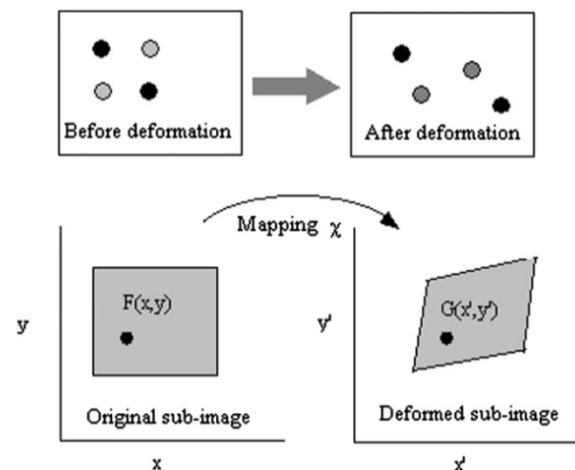 Before deformation
After deformation
Mapping χ
F(x,y)
y
Original sub-image
x
G(x',y')
y'
Deformed sub-image
x'